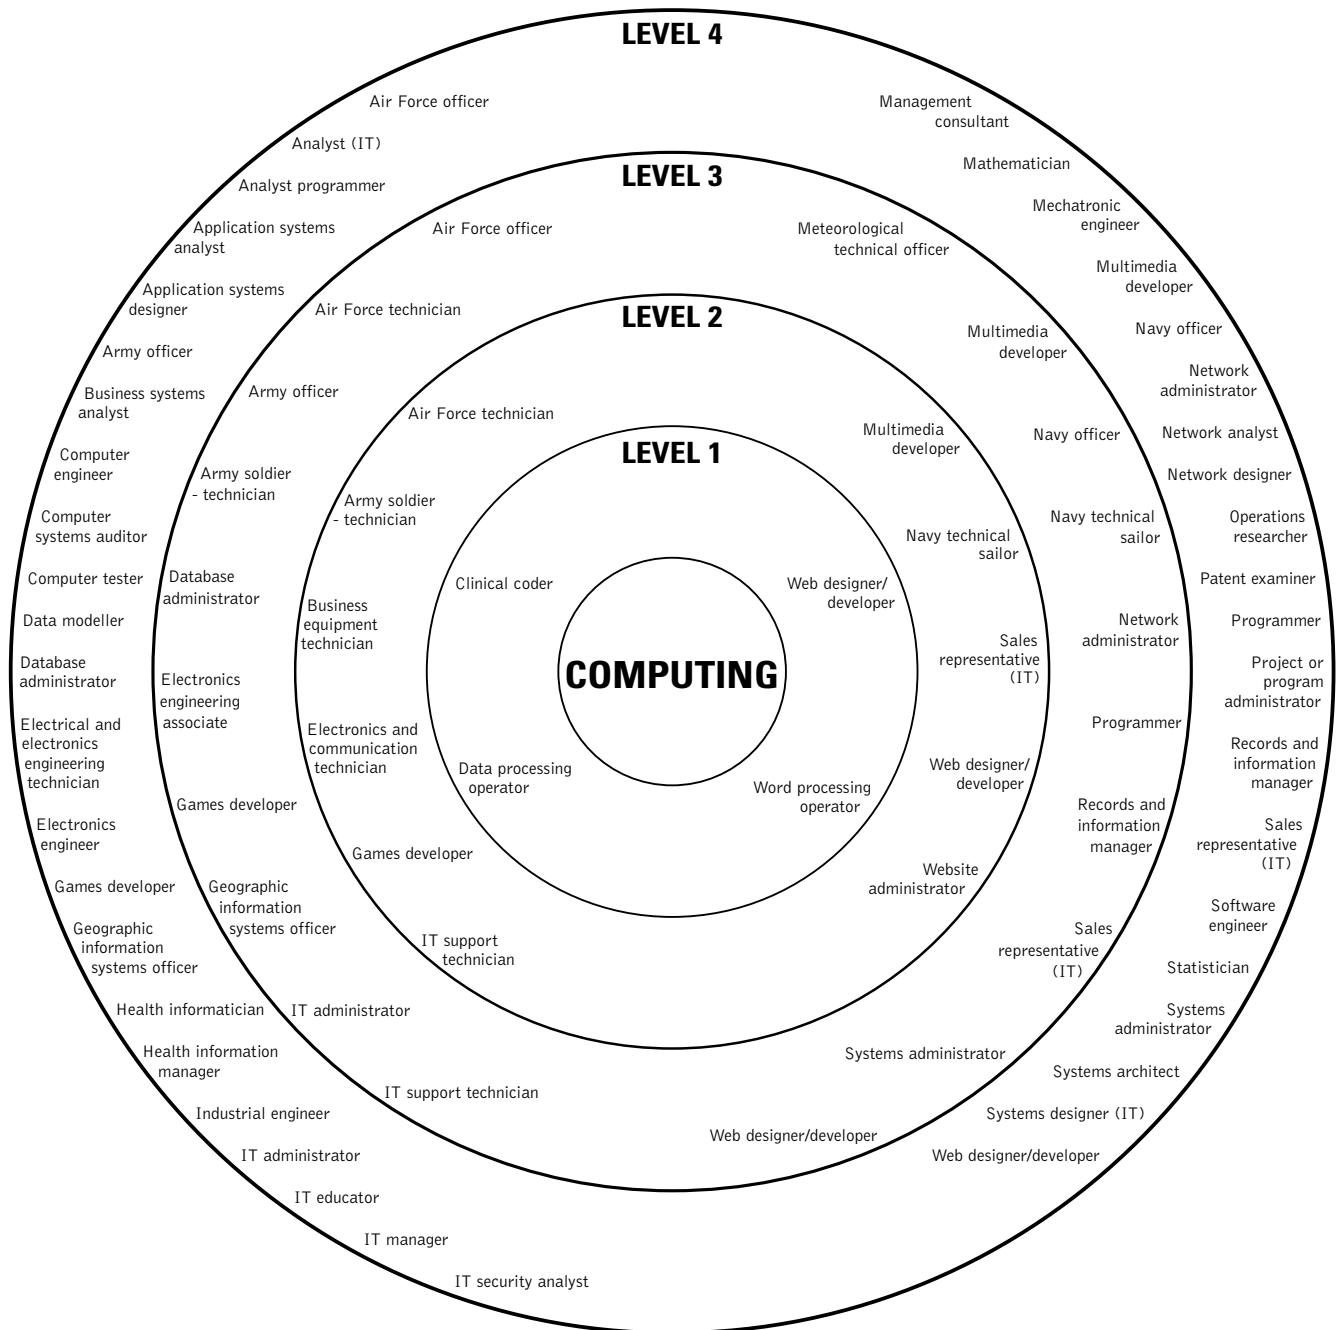 LEVEL 4
Air Force officer
Analyst (IT)
Analyst programmer
Application systems
analyst
Application systems
designer
Army officer
Business systems
analyst
Computer
engineer
Computer
systems auditor
Computer tester
Data modeller
Database
administrator
Electrical and
electronics
engineering
technician
Electronics
engineer
Games developer
Geographic
information
systems officer
Health informatician
Health information
manager
Industrial engineer
IT administrator
IT educator
IT manager
IT security analyst
Management
consultant
Mathematician
Mechatronic
engineer
Multimedia
developer
Navy officer
Network
administrator
Network analyst
Network designer
Operations
researcher
Patent examiner
Programmer
Project or
program
administrator
Records and
information
manager
Sales
representative
(IT)
Software
engineer
Statistician
Systems
administrator
Systems architect
Systems designer (IT)
Web designer/developer
LEVEL 3
Air Force officer
Air Force technician
Army officer
Army soldier
- technician
Database
administrator
Electronics
engineering
associate
Games developer
Geographic
information
systems officer
IT administrator
IT support technician
Meteorological
technical officer
Multimedia
developer
Navy officer
Navy technical
sailor
Network
administrator
Programmer
Records and
information
manager
Sales
representative
(IT)
Systems administrator
Web designer/developer
LEVEL 2
Air Force technician
Army soldier
- technician
Business
equipment
technician
Electronics and
communication
technician
Games developer
IT support
technician
Multimedia
developer
Navy technical
sailor
Sales
representative
(IT)
Web designer/
developer
Website
administrator
LEVEL 1
Clinical coder
Data processing
operator
Web designer/
developer
Word processing
operator
COMPUTING